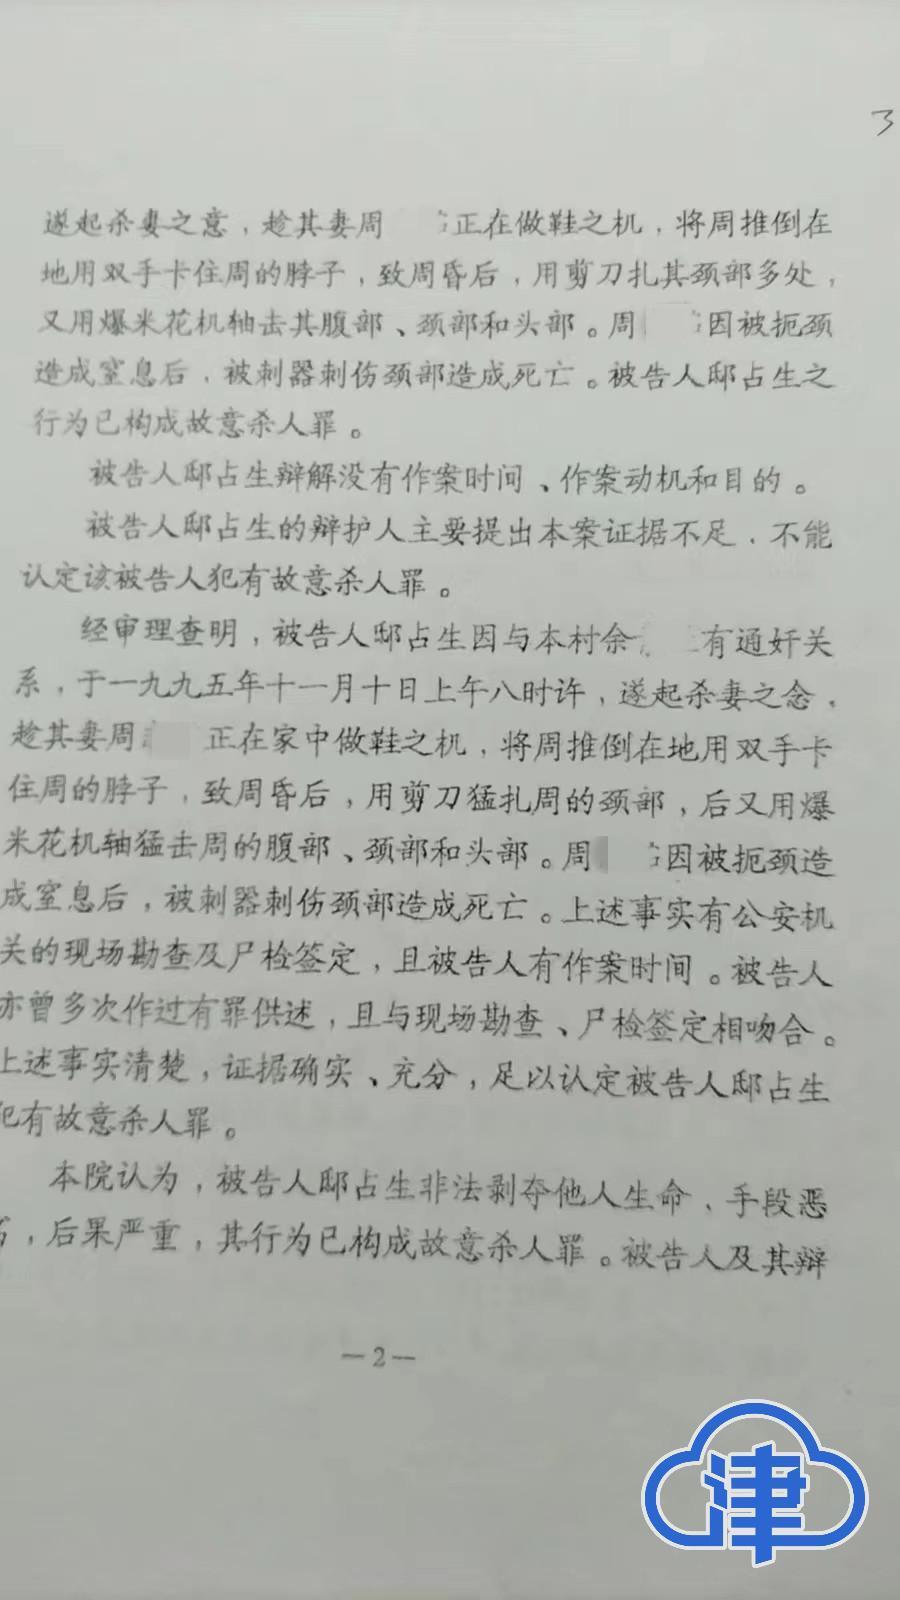 3
遂起杀妻之意，趁其妻周 正在做鞋之机，将周推倒在
地用双手卡住周的脖子，致周昏后，用剪刀扎其颈部多处，
又用爆米花机轴击其腹部、颈部和头部。周 因被扼颈
造成窒息后，被刺器刺伤颈部造成死亡。被告人邸占生之
行为已构成故意杀人罪。
被告人邸占生辩解没有作案时间、作案动机和目的。
被告人邸占生的辩护人主要提出本案证据不足，不能
认定该被告人犯有故意杀人罪。
经审理查明，被告人邸占生因与本村余 有通奸关
系，于一九九五年十一月十日上午八时许，遂起杀妻之念，
趁其妻周 正在家中做鞋之机，将周推倒在地用双手卡
住周的脖子，致周昏后，用剪刀猛扎周的颈部，后又用爆
米花机轴猛击周的腹部、颈部和头部。周 因被扼颈造
成窒息后，被刺器刺伤颈部造成死亡。上述事实有公安机
关的现场勘查及尸检签定，且被告人有作案时间。被告人
亦曾多次作过有罪供述，且与现场勘查、尸检签定相吻合。
上述事实清楚，证据确实、充分，足以认定被告人邸占生
犯有故意杀人罪。
本院认为，被告人邸占生非法剥夺他人生命，手段恶
，后果严重，其行为已构成故意杀人罪。被告人及其辩
—2—
津